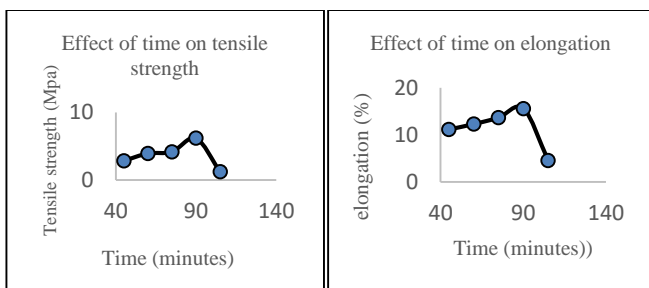 Effect of time on tensile
strength
Tensile strength (Mpa)
10
0
40
90
140
Time (minutes)
Effect of time on elongation
elongation (%)
20
10
0
40
90
140
Time (minutes))